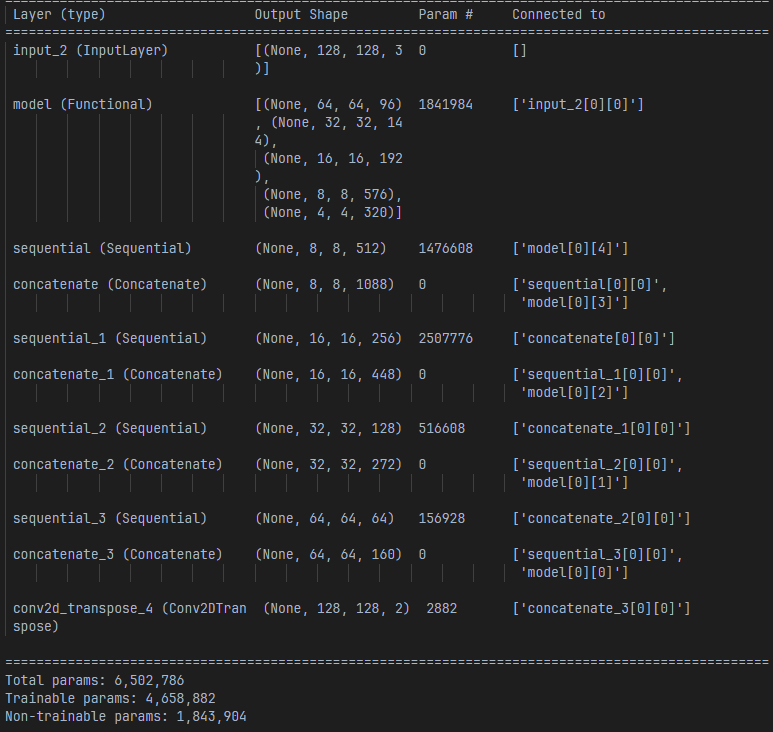 ==================================================================================================
Layer (type) Output Shape Param # Connected to
==================================================================================================
input_2 (InputLayer) [(None, 128, 128, 3 0 []
)]
model (Functional) [(None, 64, 64, 96) 1841984 ['input_2[0][0]']
, (None, 32, 32, 14
4),
(None, 16, 16, 192
),
(None, 8, 8, 576),
(None, 4, 4, 320)]
sequential (Sequential) (None, 8, 8, 512) 1476608 ['model[0][4]']
concatenate (Concatenate) (None, 8, 8, 1088) 0 ['sequential[0][0]',
'model[0][3]']
sequential_1 (Sequential) (None, 16, 16, 256) 2507776 ['concatenate[0][0]']
concatenate_1 (Concatenate) (None, 16, 16, 448) 0 ['sequential_1[0][0]',
'model[0][2]']
sequential_2 (Sequential) (None, 32, 32, 128) 516608 ['concatenate_1[0][0]']
concatenate_2 (Concatenate) (None, 32, 32, 272) 0 ['sequential_2[0][0]',
'model[0][1]']
sequential_3 (Sequential) (None, 64, 64, 64) 156928 ['concatenate_2[0][0]']
concatenate_3 (Concatenate) (None, 64, 64, 160) 0 ['sequential_3[0][0]',
'model[0][0]']
conv2d_transpose_4 (Conv2DTran (None, 128, 128, 2) 2882 ['concatenate_3[0][0]']
spose)
==================================================================================================
Total params: 6,502,786
Trainable params: 4,658,882
Non-trainable params: 1,843,904